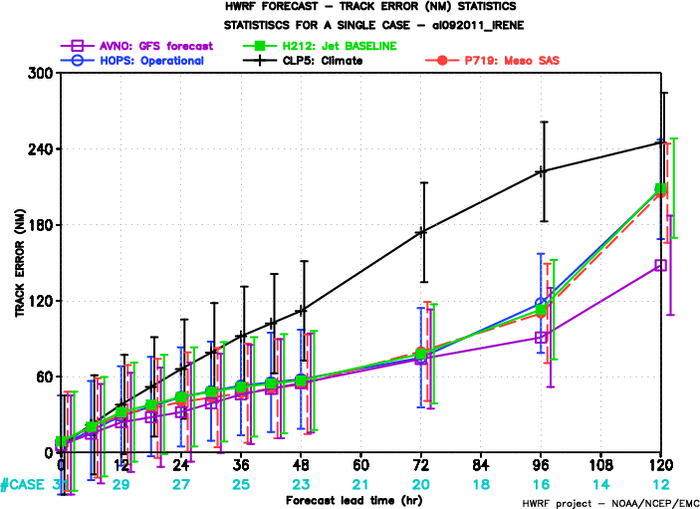 HWRF FORECAST – TRACK ERROR (NM) STATISTICS
STATISTISCS FOR A SINGLE CASE – al092011_IRENE
AVNO: GFS forecast
H212: Jet BASELINE
HOPS: Operational
CLP5: Climate
P719: Meso SAS
300
240
180
120
60
0
TRACK ERROR (NM)
0 12 24 36 48 60 72 84 96 108 120
#CASE 31 29 27 25 23 21 20 18 16 14 12
Forecast lead time (hr)
HWRF project – NOAA/NCEP/EMC